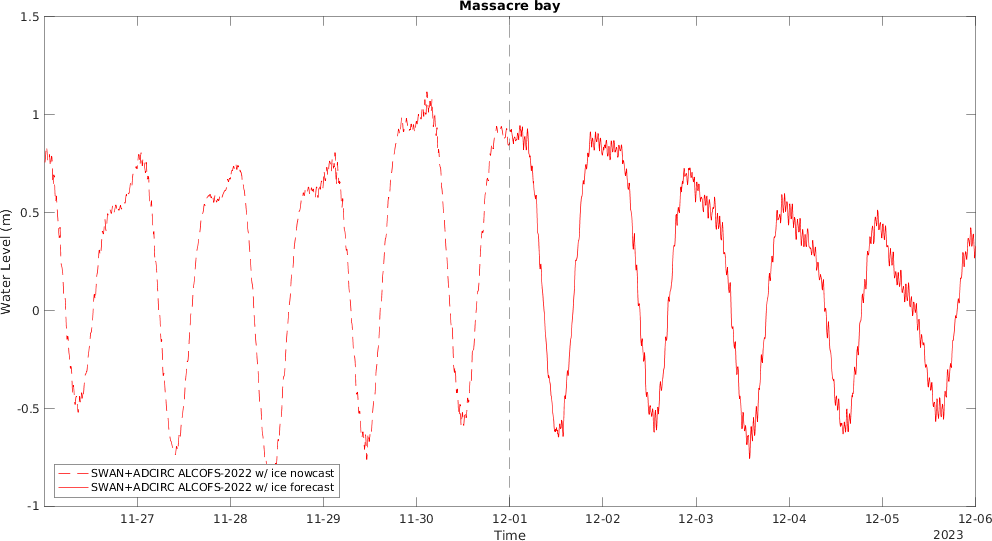 Massacre bay
1.5
1
0.5
0
-0.5
-1
Water Level (m)
SWAN+ADCIRC ALCOFS-2022 w/ ice nowcast
SWAN+ADCIRC ALCOFS-2022 w/ ice forecast
11-27 11-28 11-29 11-30 12-01 12-02 12-03 12-04 12-05 12-06
Time
2023